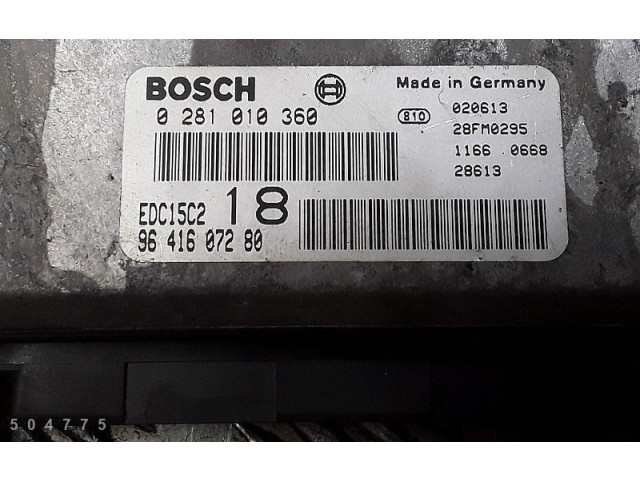 BOSCH
Made in Germany
0 281 010 360
810
020613
28FM0295
1166 0668
28613
EDC15C2 18
96 416 072 80
504775